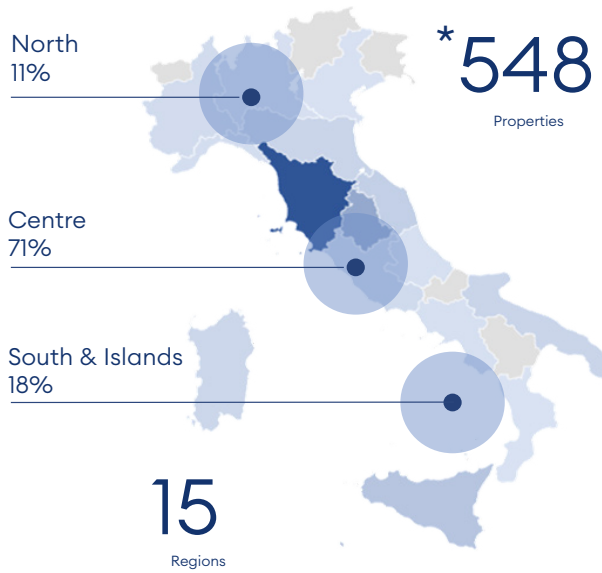 North
11%
*548
Properties
Centre
71%
South & Islands
18%
15
Regions